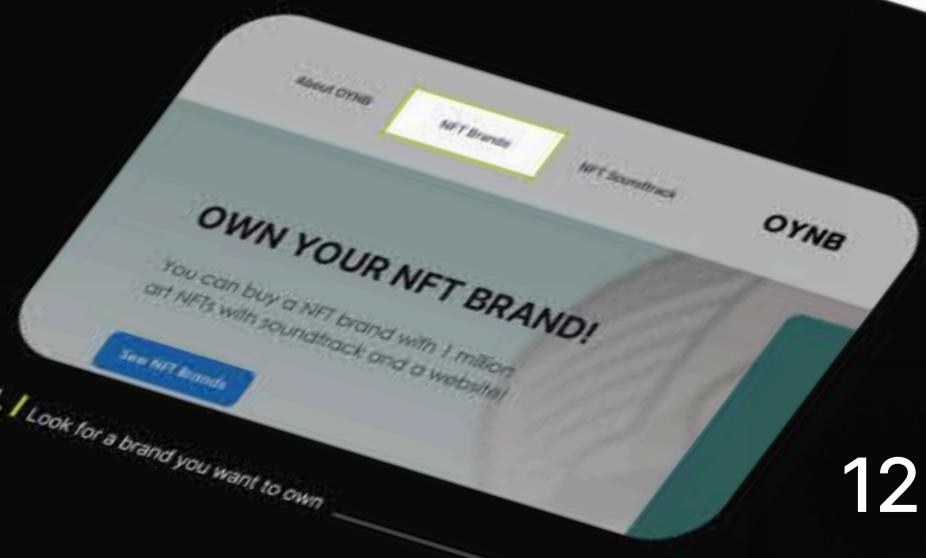 About OYNB
NFT Brands
NFT Soundtrack
OYNB
OWN YOUR NFT BRAND!
You can buy a NFT brand with 1 million
art NFTs with soundtrack and a website!
See NFT Brands
Look for a brand you want to own
12